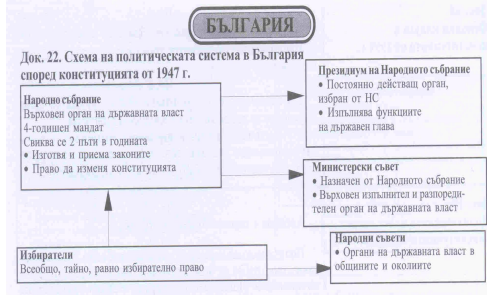 БЪЛГАРИЯ
Док. 22. Схема на политическата система в България
според конституцията от 1947 г.
Народно събрание
Върховен орган на държавната власт
4-годишен мандат
Свиква се 2 пъти в годината
• Изготвя и приема законите
• Право да изменя конституцията
Президиум на Народното събрание
• Постоянно действащ орган,
избран от НС
• Изпълнява функциите
на държавен глава
Министерски съвет
• Назначен от Народното събрание
• Върховен изпълнител и разпореди-
телен орган на държавната власт
Избиратели
Всеобщо, тайно, равно избирателно право
Народни съвети
• Органи на държавната власт в
общините и околиите